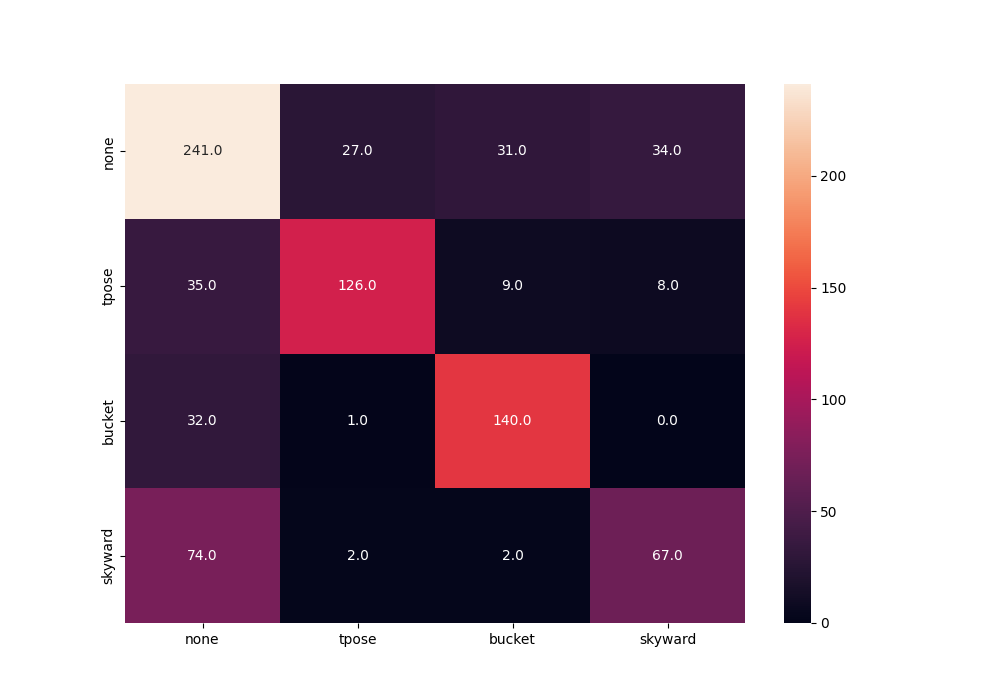 none 241.0 27.0 31.0 34.0
200
tpose 35.0 126.0 9.0 8.0
150
100
bucket 32.0 1.0 140.0 0.0
50
skyward 74.0 2.0 2.0 67.0
0
none tpose bucket skyward